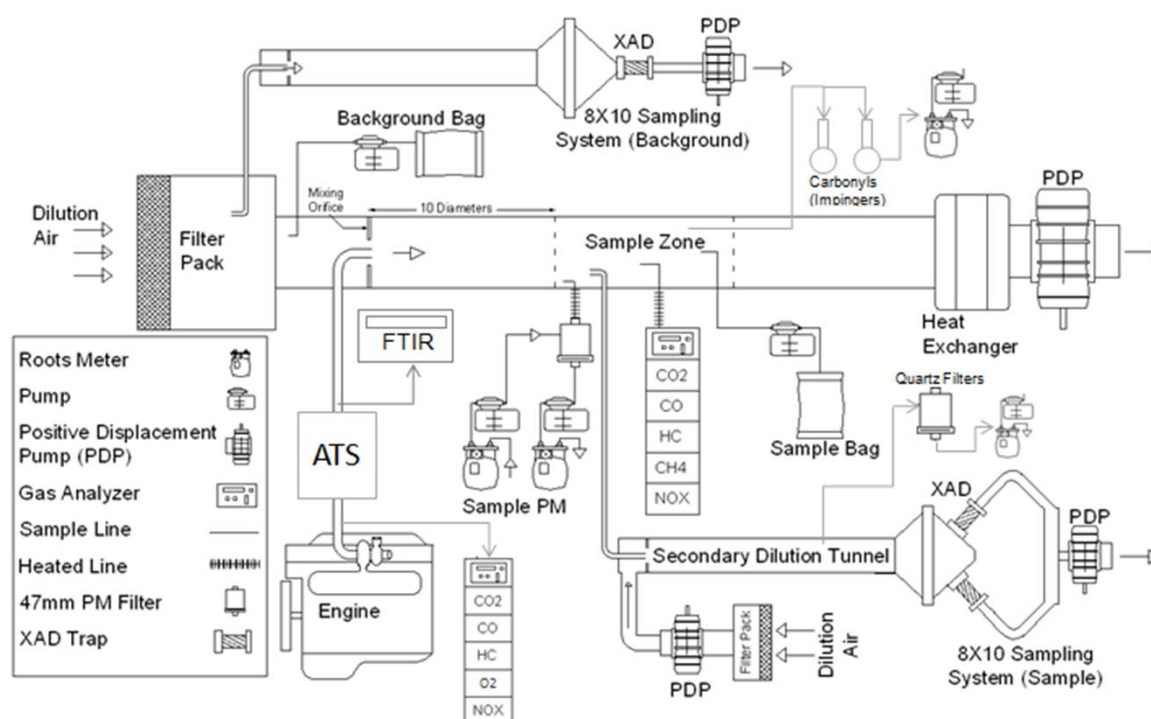 XAD
PDP
8X10 Sampling
System (Background)
Background Bag
Carbonyls
(Impingers)
PDP
Dilution
Air
Filter
Pack
Mixing
Orifice
10 Diameters
Sample Zone
Heat
Exchanger
FTIR
ATS
Engine
CO2
CO
HC
O2
NOX
Sample PM
CO2
CO
HC
CH4
NOX
Sample Bag
Quartz Filters
XAD
PDP
Secondary Dilution Tunnel
PDP
Filter Pack
Dilution
Air
8X10 Sampling
System (Sample)
Roots Meter
Pump
Positive Displacement
Pump (PDP)
Gas Analyzer
Sample Line
Heated Line
47mm PM Filter
XAD Trap